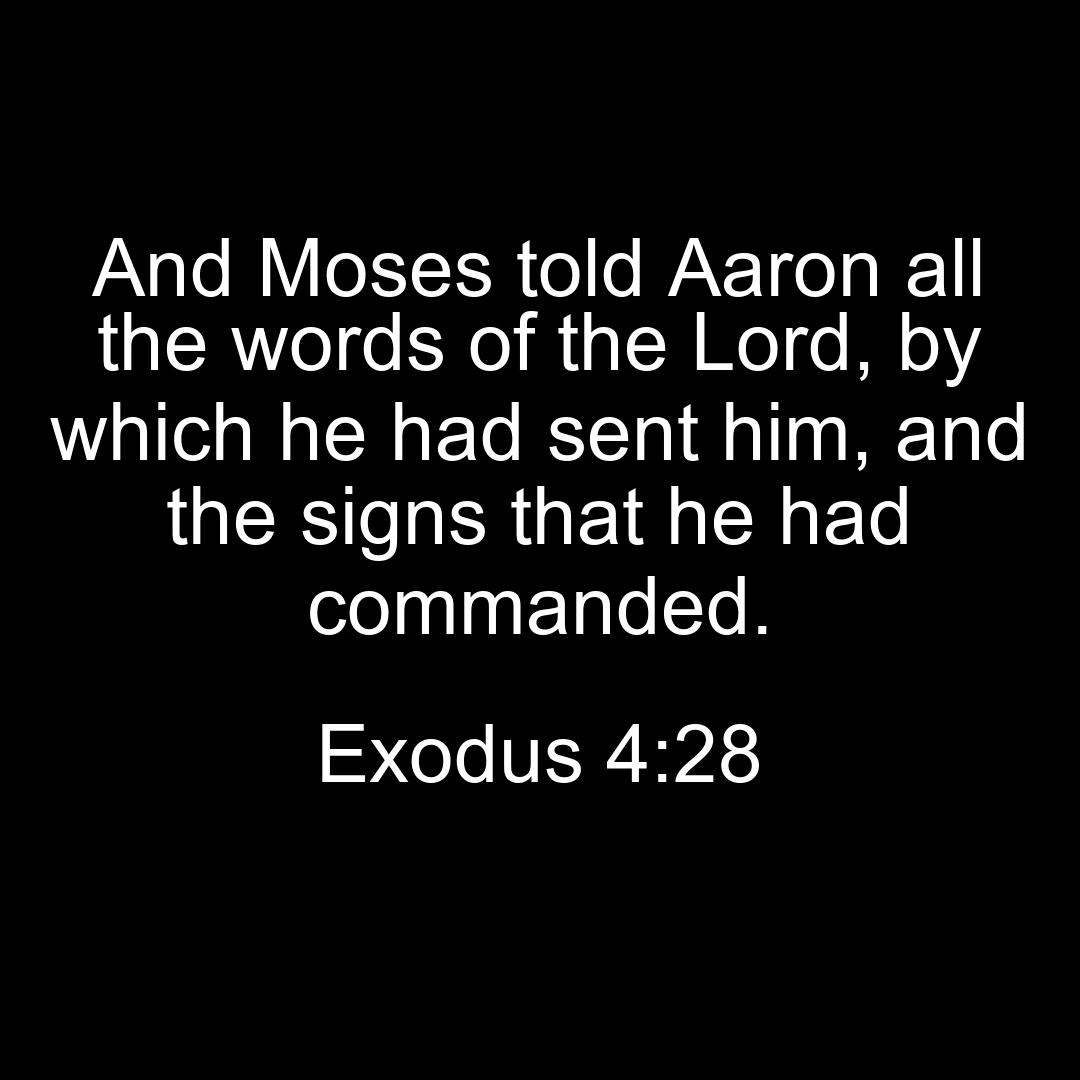 And Moses told Aaron all
the words of the Lord, by
which he had sent him, and
the signs that he had
commanded.
Exodus 4:28